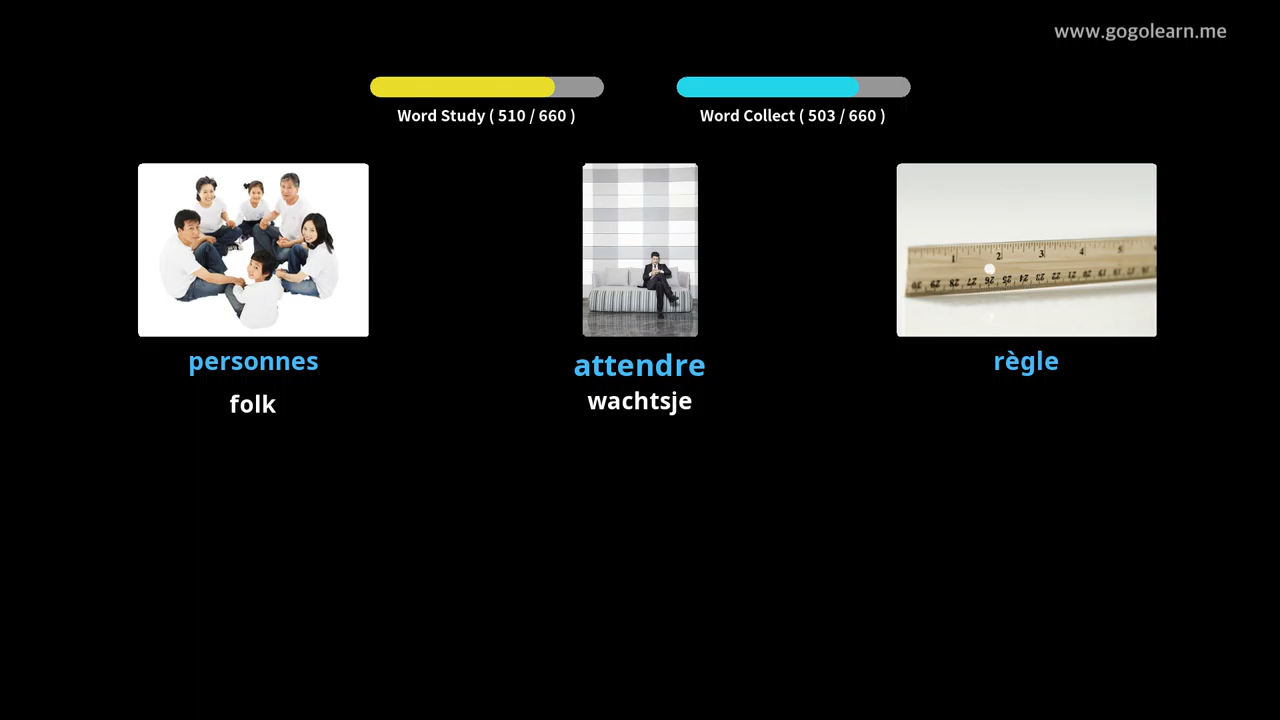 www.gogolearn.me
Word Study ( 510 / 660 )
Word Collect ( 503 / 660 )
personnes
attendre
règle
folk
wachtsje